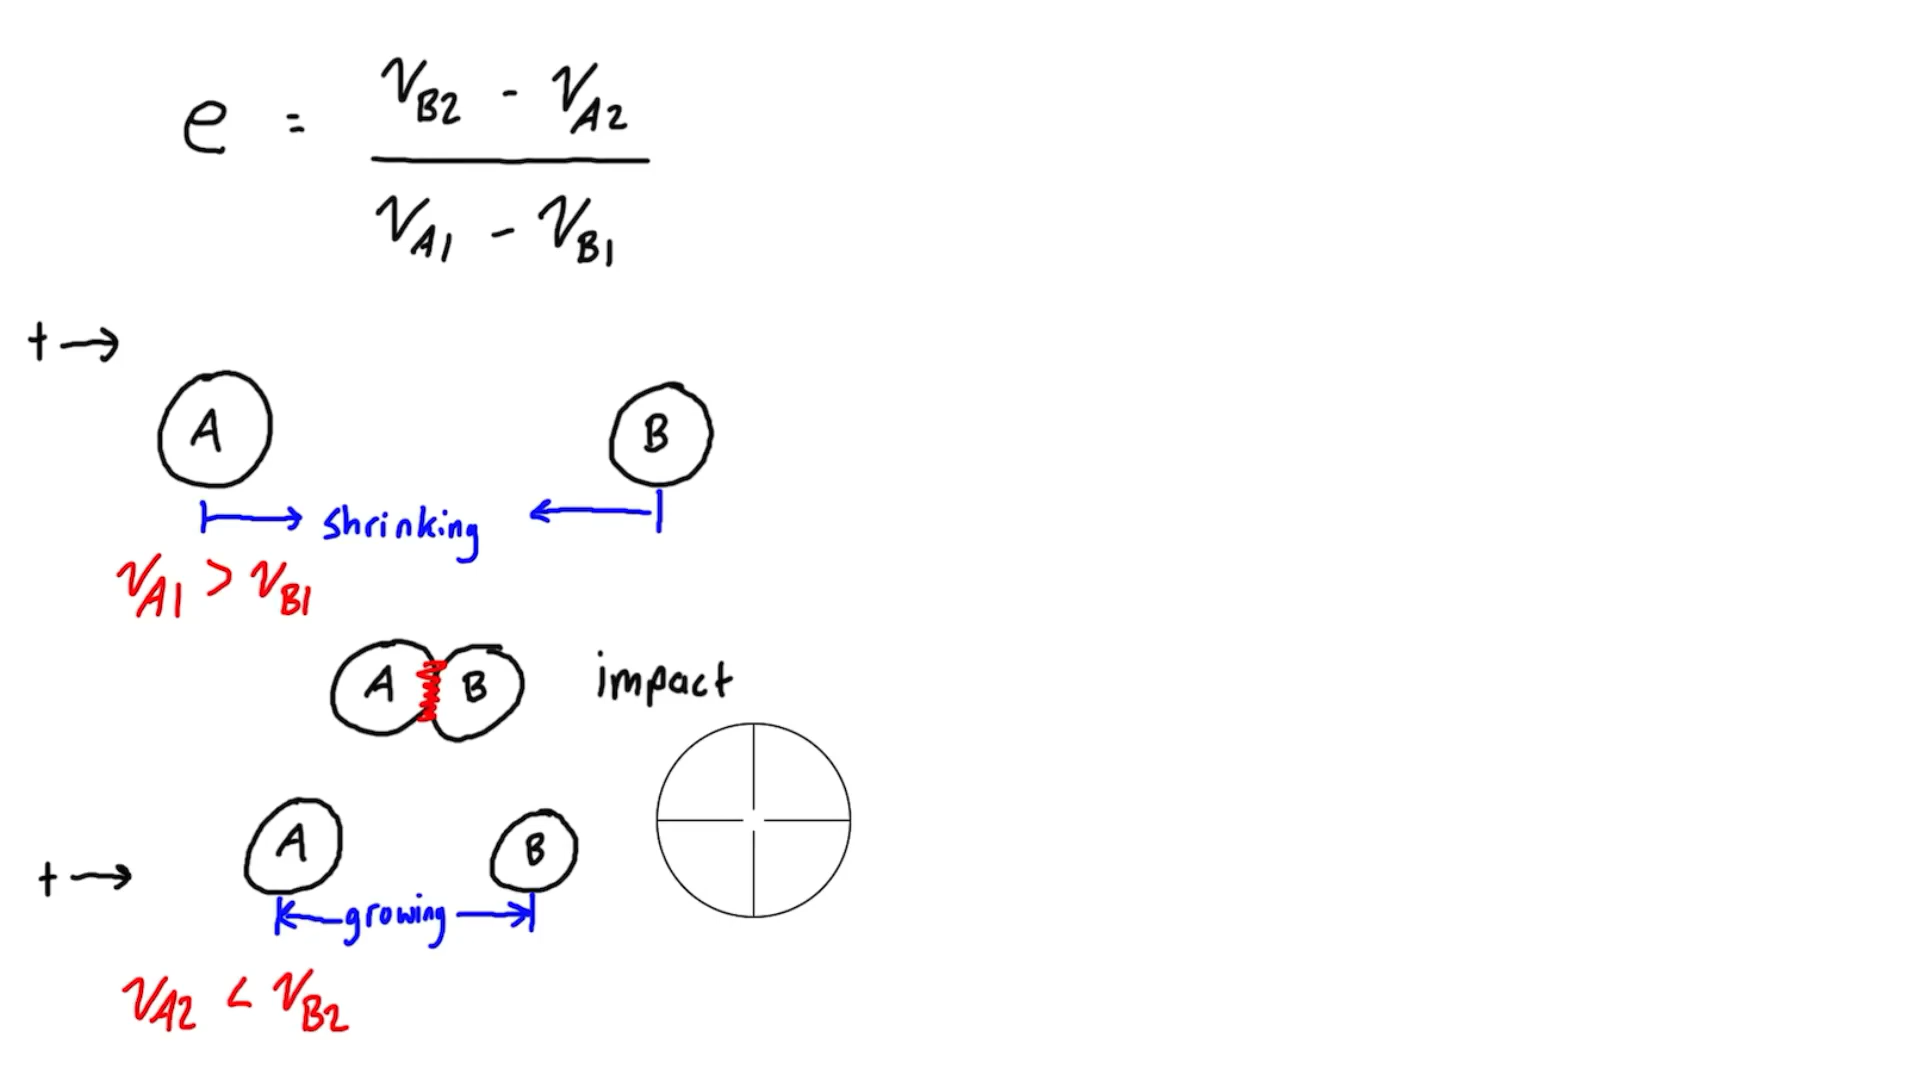 e = (v_B2 - v_A2) / (v_A1 - v_B1)
+ →
A B
shrinking
v_A1 > v_B1
A B impact
A B
+ →
growing
v_A2 < v_B2